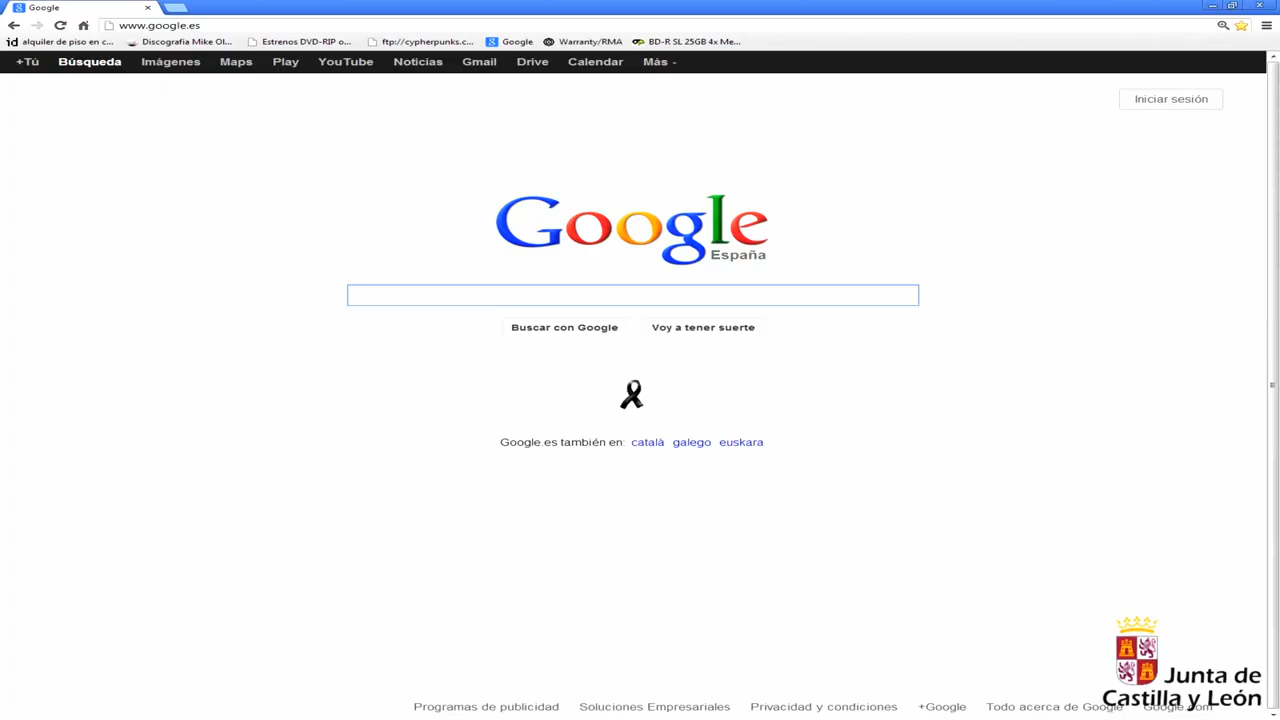 Google
www.google.es
alquiler de piso en c... Discografia Mike Ol... Estrenos DVD-RIP o... ftp://cypherpunks.c... Google Warranty/RMA BD-R SL 25GB 4x Me...
+Tú Búsqueda Imágenes Maps Play YouTube Noticias Gmail Drive Calendar Más
Iniciar sesión
Google
España
Buscar con Google Voy a tener suerte
Google.es también en: català galego euskara
Junta de
Castilla y León
Programas de publicidad Soluciones Empresariales Privacidad y condiciones +Google Todo acerca de Google Google.com